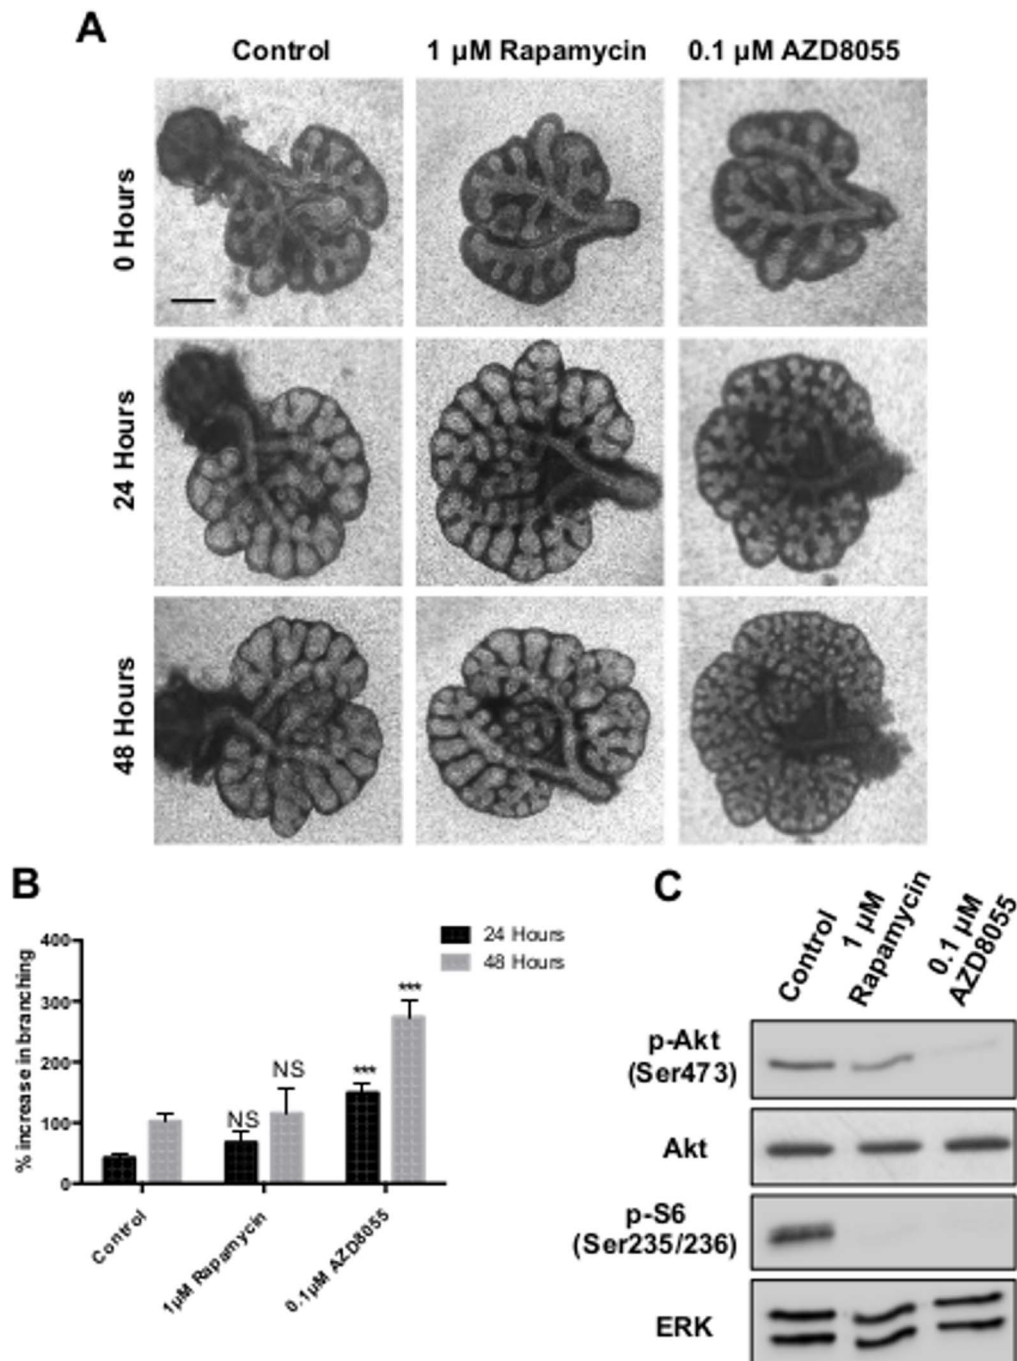 A
Control
1 µM Rapamycin
0.1 µM AZD8055
0 Hours
24 Hours
48 Hours
B
% increase in branching
400
300
200
100
0
24 Hours
48 Hours
NS
NS
***
***
Control
1µM Rapamycin
0.1µM AZD8055
C
Control
1 µM
Rapamycin
0.1 µM
AZD8055
p-Akt
(Ser473)
Akt
p-S6
(Ser235/236)
ERK